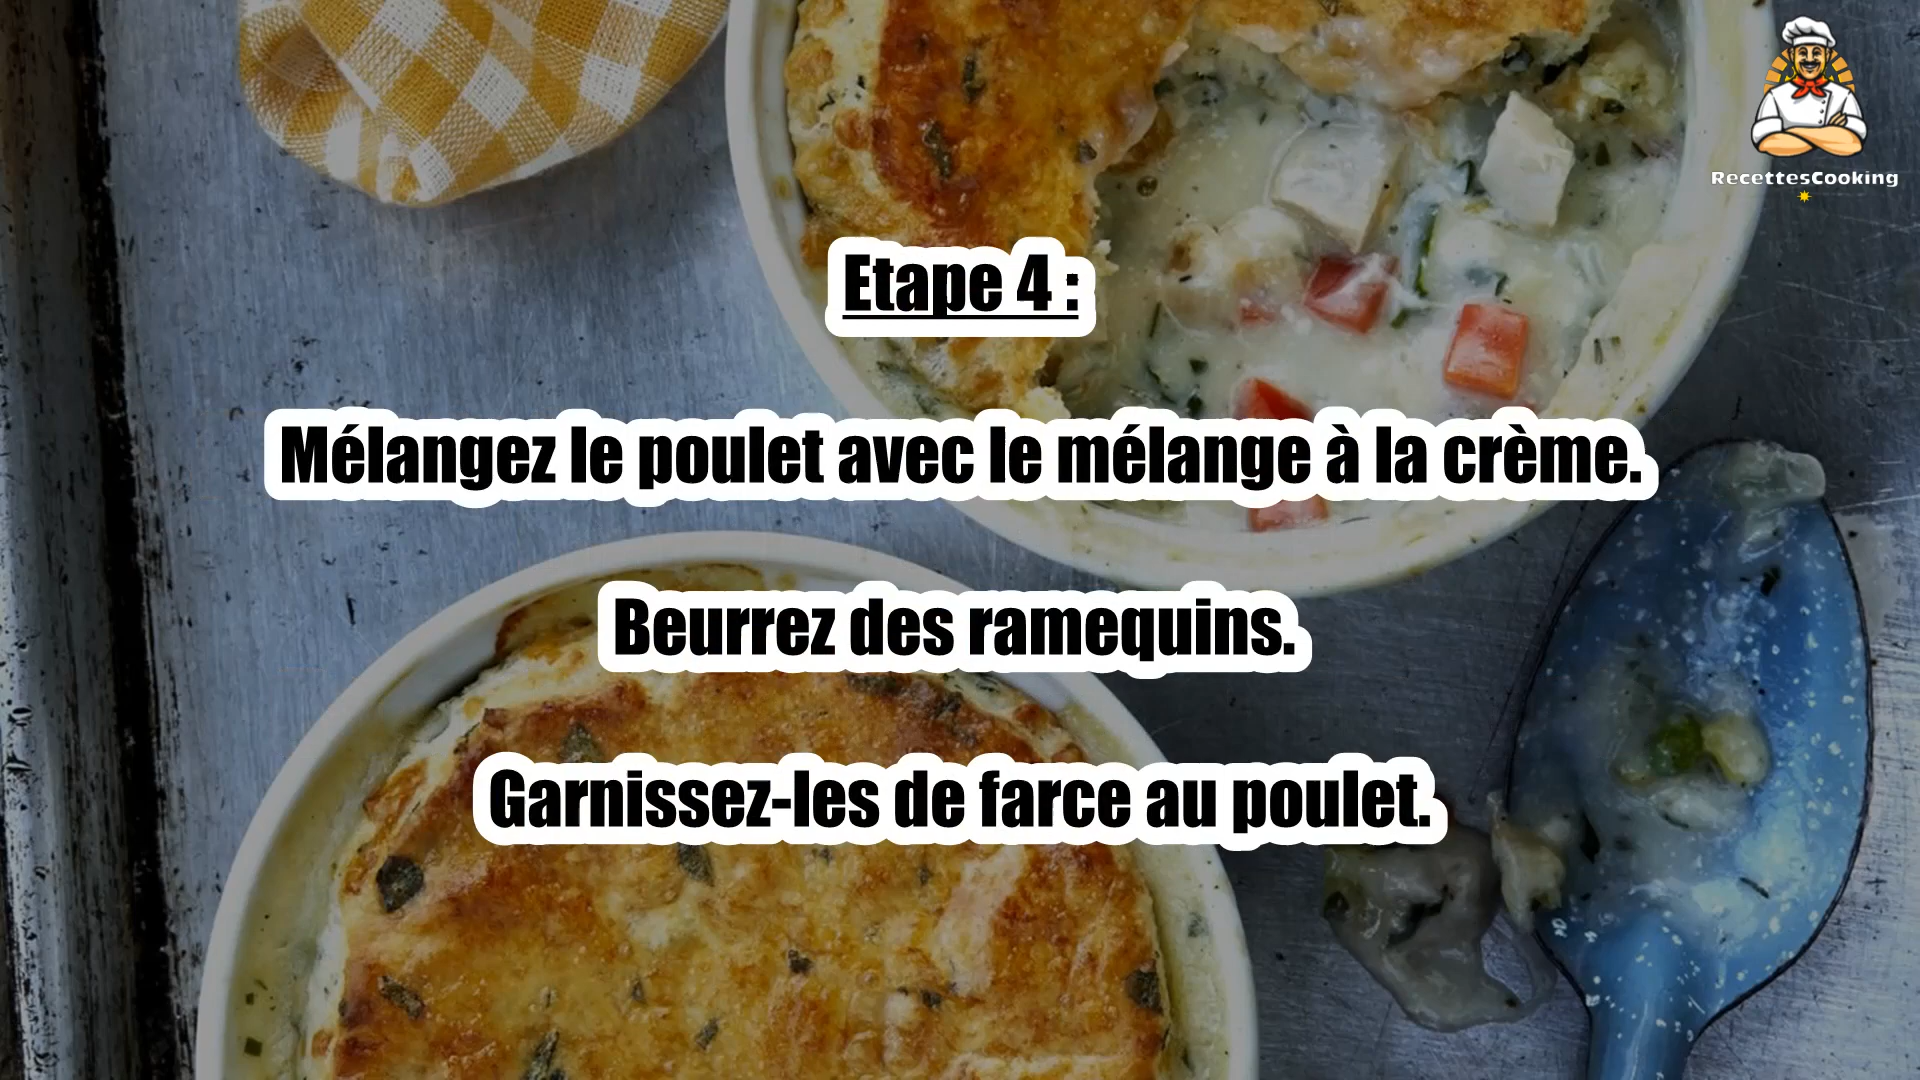 RecettesCooking
Etape 4 :
Mélangez le poulet avec le mélange à la crème.
Beurrez des ramequins.
Garnissez-les de farce au poulet.